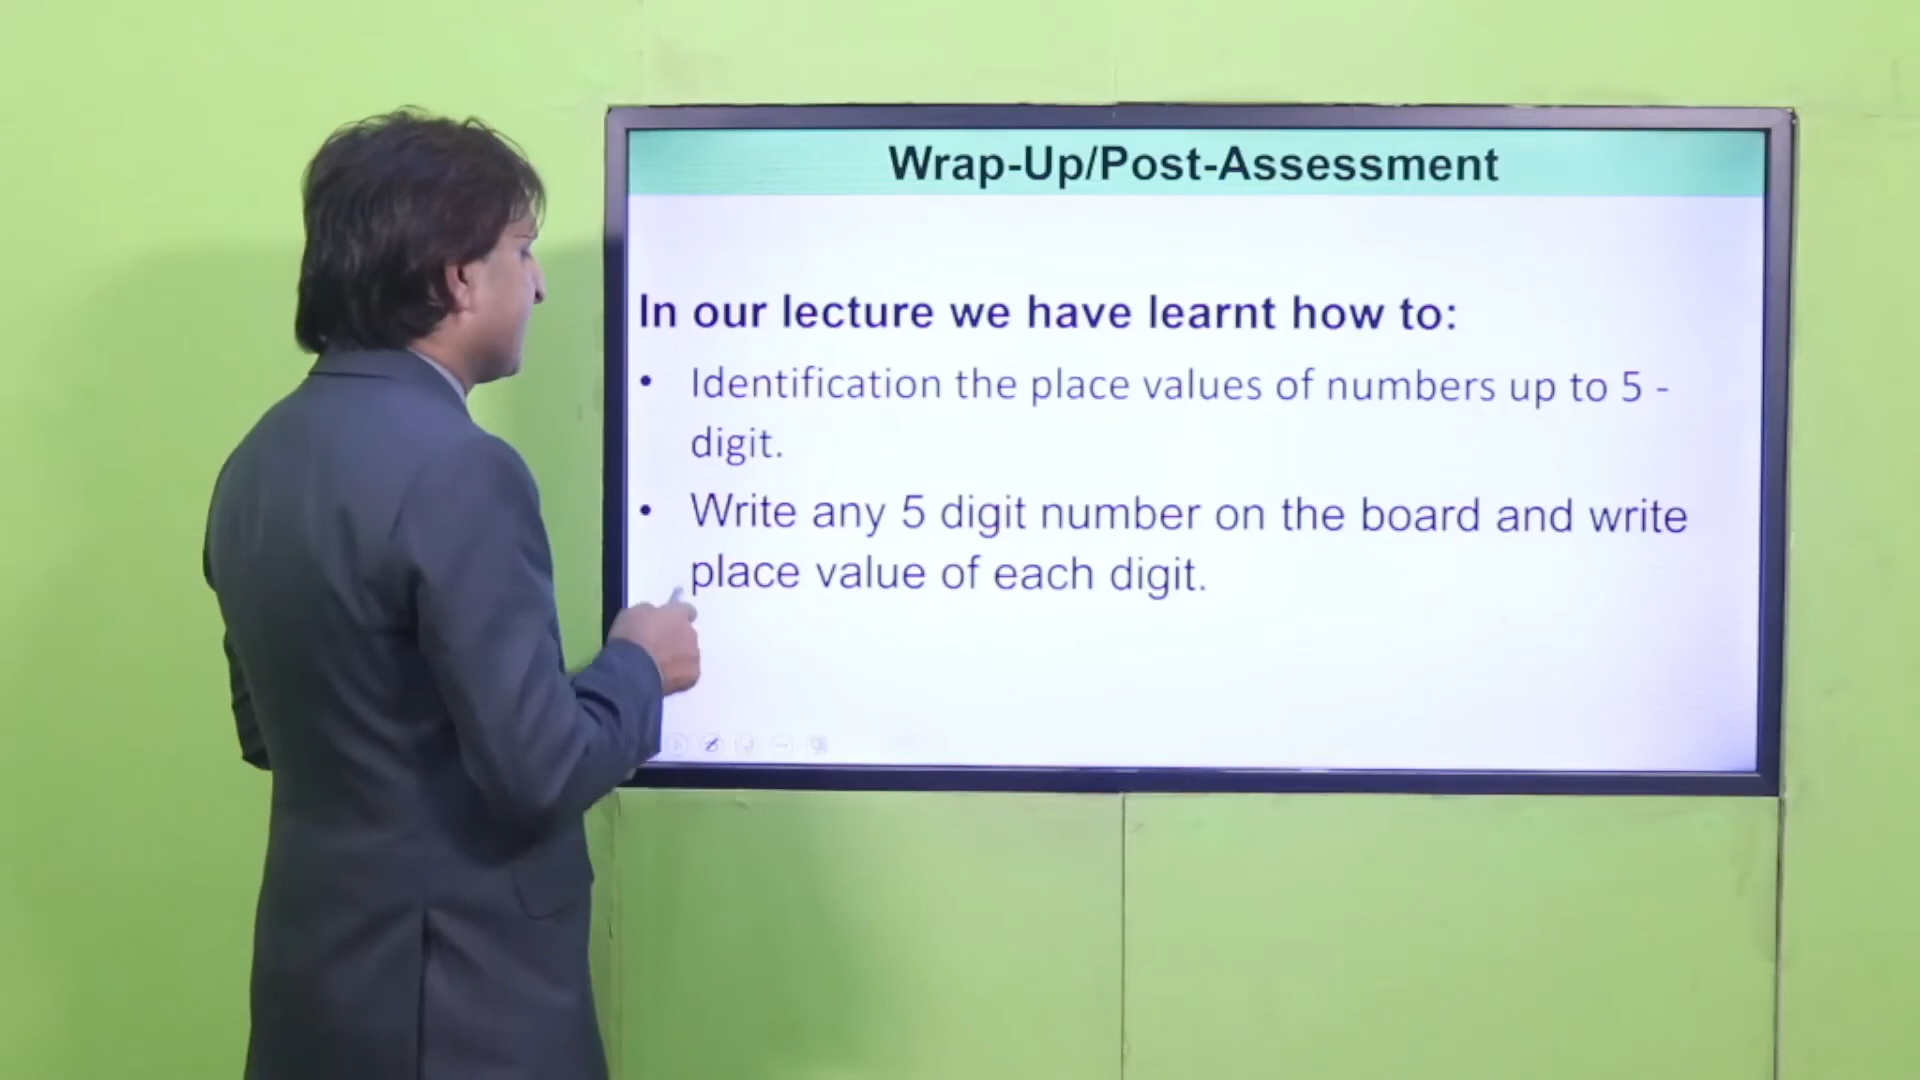 Wrap-Up/Post-Assessment
In our lecture we have learnt how to:
• Identification the place values of numbers up to 5 -
digit.
• Write any 5 digit number on the board and write
place value of each digit.